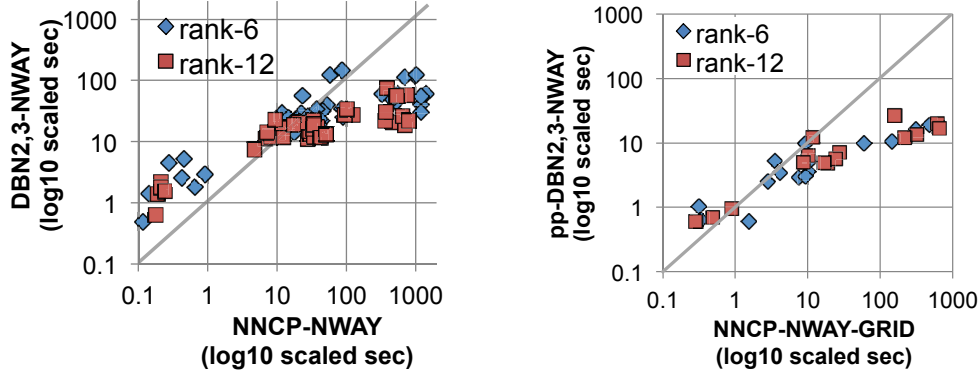 1000
100
10
1
0.1
DBN2,3-NWAY
(log10 scaled sec)
rank-6
rank-12
0.1 1 10 100 1000
NNCP-NWAY
(log10 scaled sec)
1000
100
10
1
0.1
pp-DBN2,3-NWAY
(log10 scaled sec)
rank-6
rank-12
0.1 1 10 100 1000
NNCP-NWAY-GRID
(log10 scaled sec)